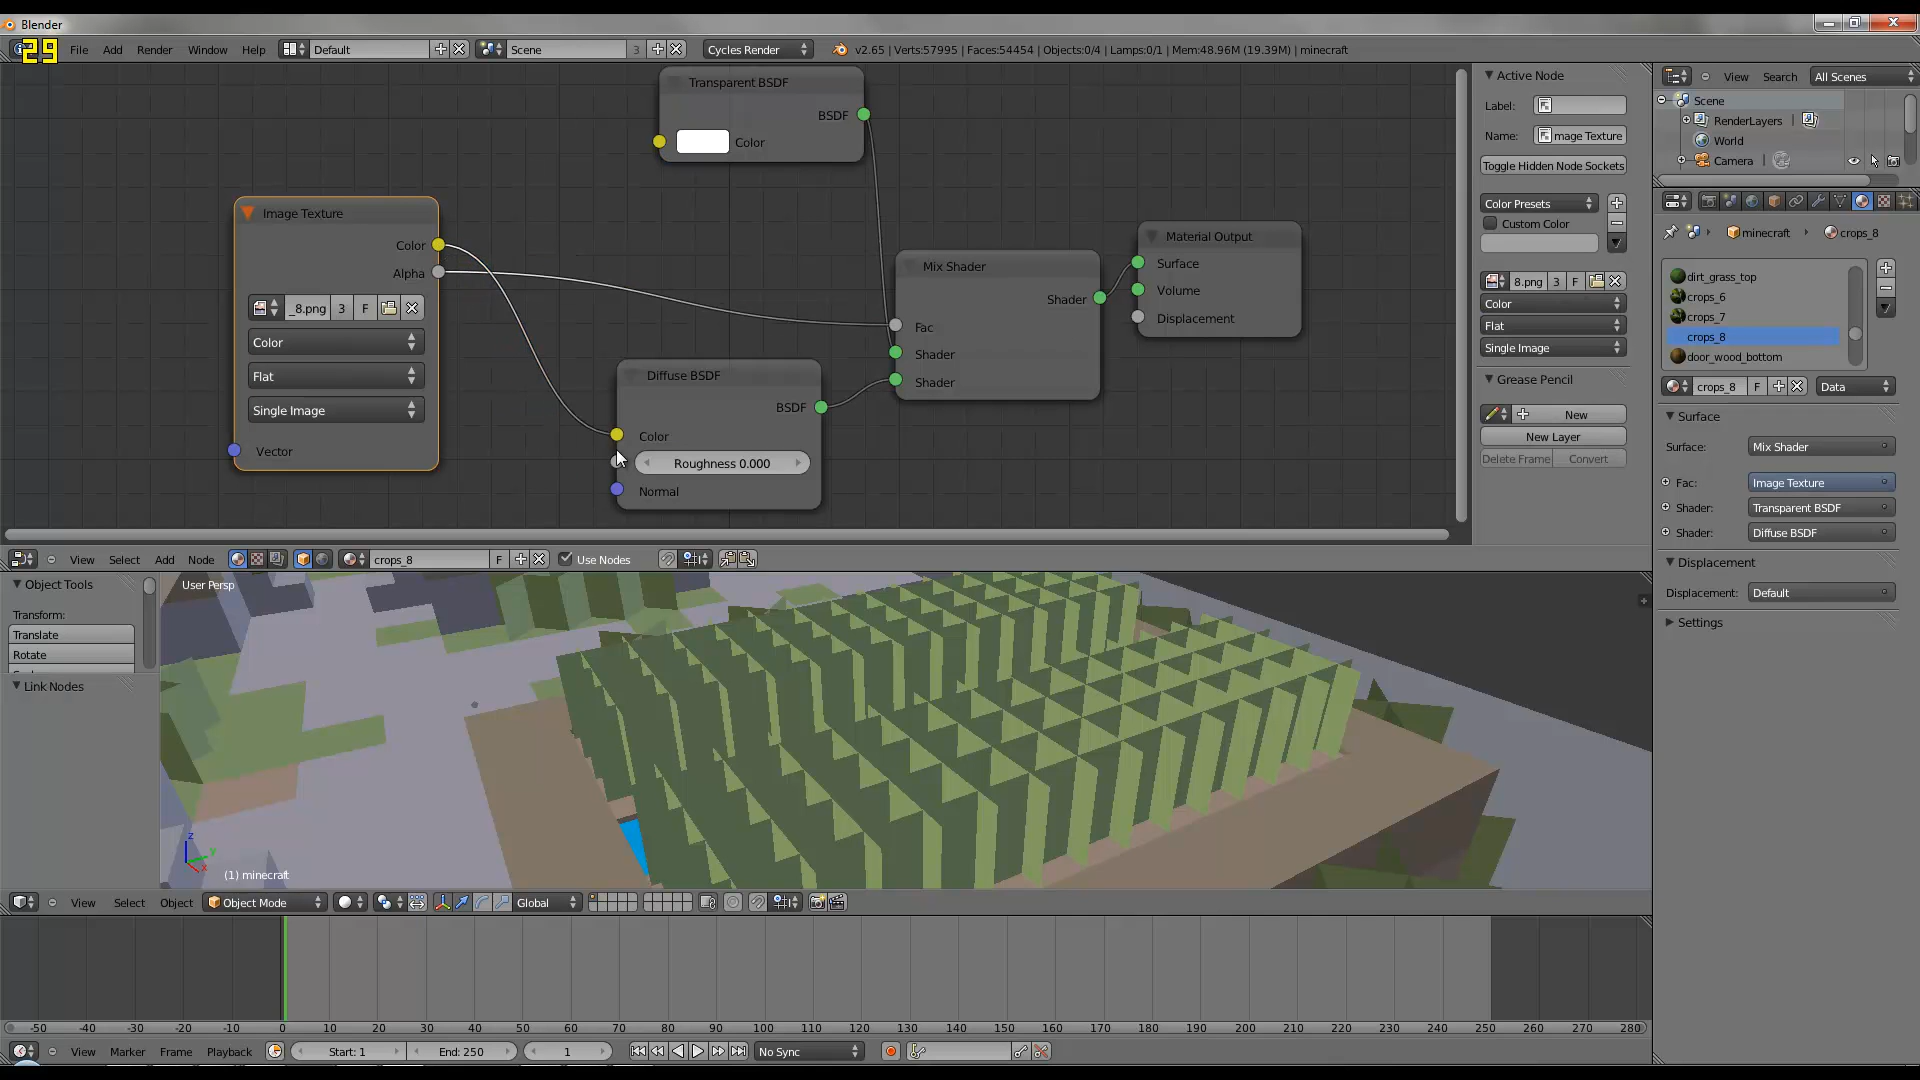 Blender
29
File Add Render Window Help Default Scene 3 Cycles Render v2.65 | Verts:57995 | Faces:54454 | Objects:0/4 | Lamps:0/1 | Mem:48.96M (19.39M) | minecraft
Transparent BSDF
BSDF
Color
Image Texture
Color
Alpha
_8.png 3 F
Color
Flat
Single Image
Vector
Diffuse BSDF
BSDF
Color
Roughness 0.000
Normal
Mix Shader
Shader
Fac
Shader
Shader
Material Output
Surface
Volume
Displacement
Active Node
Label:
Name: mage Texture
Toggle Hidden Node Sockets
Color Presets
Custom Color
8.png 3 F
Color
Flat
Single Image
Grease Pencil
New
New Layer
Delete Frame Convert
View Search All Scenes
Scene
RenderLayers |
World
Camera |
minecraft crops_8
dirt_grass_top
crops_6
crops_7
crops_8
door_wood_bottom
crops_8 F Data
Surface
Surface: Mix Shader
Fac: Image Texture
Shader: Transparent BSDF
Shader: Diffuse BSDF
Displacement
Displacement: Default
Settings
View Select Add Node crops_8 F Use Nodes
Object Tools
Transform:
Translate
Rotate
Link Nodes
User Persp
z
y
x
(1) minecraft
View Select Object Object Mode Global
-50 -40 -30 -20 -10 0 10 20 30 40 50 60 70 80 90 100 110 120 130 140 150 160 170 180 190 200 210 220 230 240 250 260 270 280
View Marker Frame Playback Start: 1 End: 250 1 No Sync